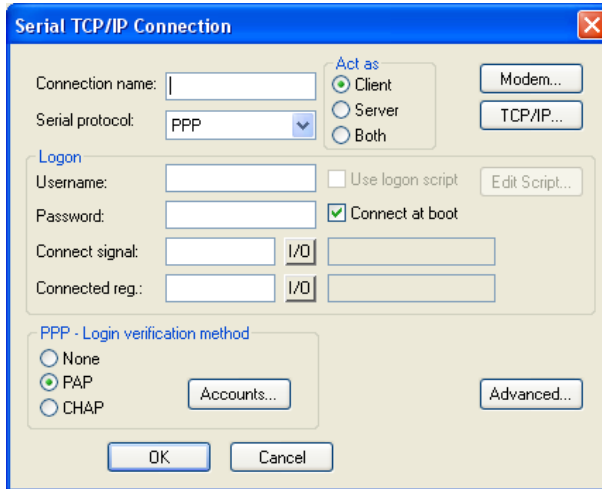 Serial TCP/IP Connection
Connection name:
Act as
Client
Modem...
Serial protocol: PPP
Server
TCP/IP...
Both
Logon
Username:
Use logon script
Edit Script...
Password:
Connect at boot
Connect signal: I/O
Connected reg.: I/O
PPP - Login verification method
None
PAP
Accounts...
Advanced...
CHAP
OK
Cancel